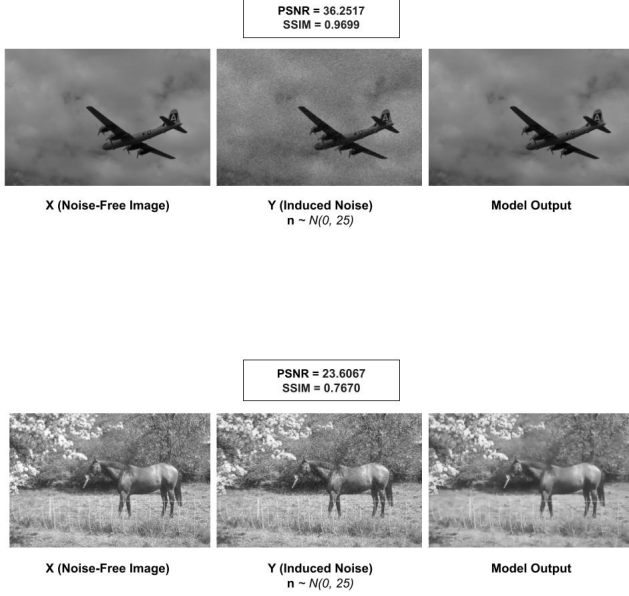 PSNR = 36.2517
SSIM = 0.9699
X (Noise-Free Image)
Y (Induced Noise)
n ~ N(0, 25)
Model Output
PSNR = 23.6067
SSIM = 0.7670
X (Noise-Free Image)
Y (Induced Noise)
n ~ N(0, 25)
Model Output